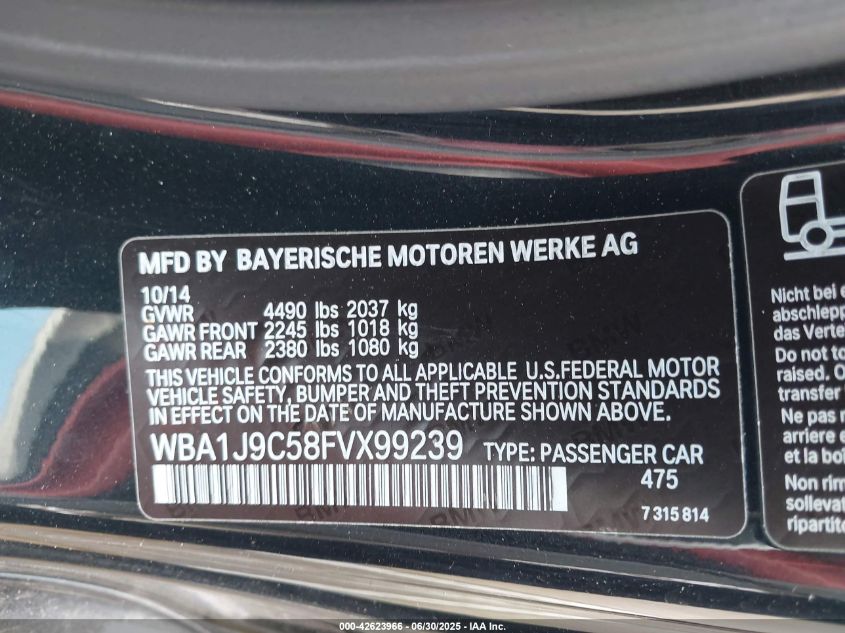 MFD BY BAYERISCHE MOTOREN WERKE AG
10/14
GVWR 4490 lbs 2037 kg
GAWR FRONT 2245 lbs 1018 kg
GAWR REAR 2380 lbs 1080 kg
THIS VEHICLE CONFORMS TO ALL APPLICABLE U.S.FEDERAL MOTOR
VEHICLE SAFETY, BUMPER AND THEFT PREVENTION STANDARDS
IN EFFECT ON THE DATE OF MANUFACTURE SHOWN ABOVE.
WBA1J9C58FVX99239 TYPE: PASSENGER CAR
475
7 315 814
Nicht bei
abschlepp
das Verte
Do not to
raised. O
transfer
Ne pas
arriere e
et la boî
Non rim
sollevat
ripartito
000-42623966 - 06/30/2025 - IAA Inc.